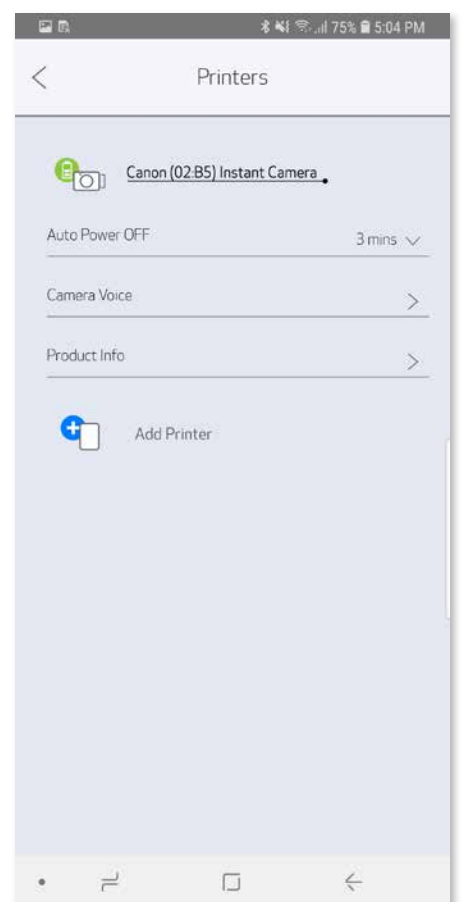 75% 5:04 PM
Printers
Canon (02:B5) Instant Camera
Auto Power OFF 3 mins
Camera Voice
Product Info
Add Printer